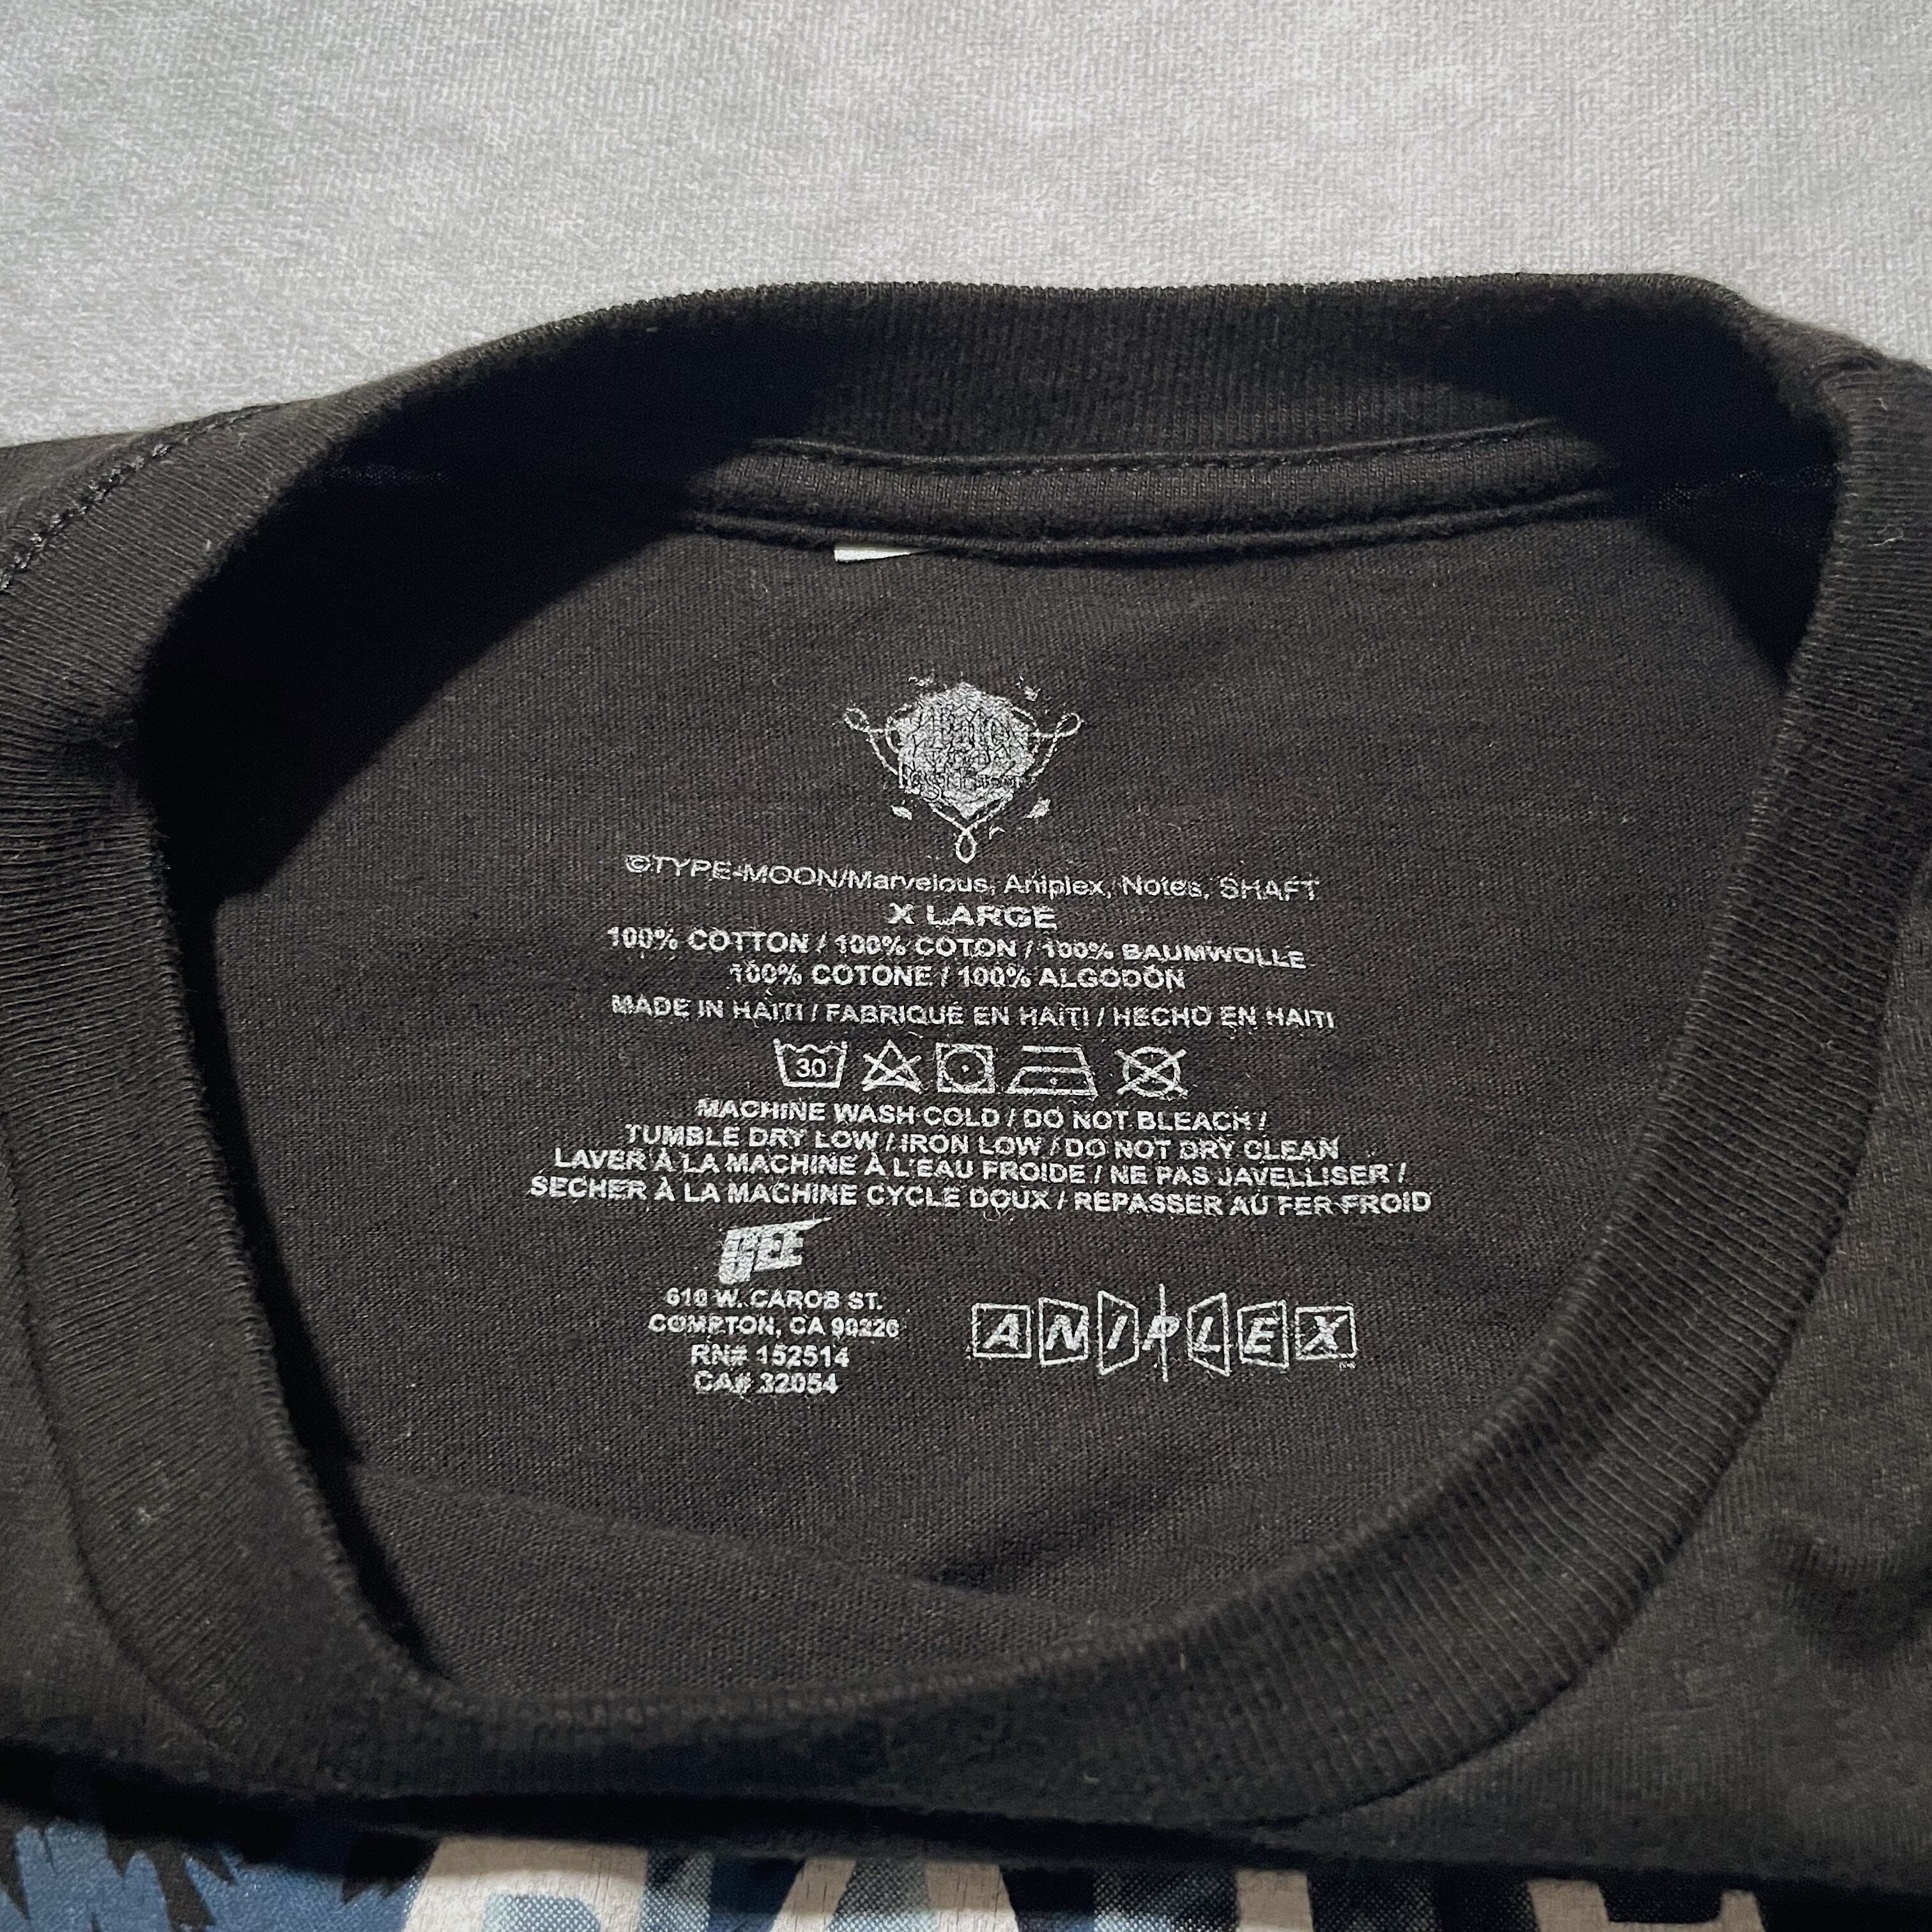 ©TYPE-MOON/Marvelous, Aniplex, Notes, SHAFT
X LARGE
100% COTTON / 100% COTON / 100% BAUMWOLLE
100% COTONE / 100% ALGODÓN
MADE IN HAITI / FABRIQUÉ EN HAÏTI / HECHO EN HAITI
30
MACHINE WASH COLD / DO NOT BLEACH /
TUMBLE DRY LOW / IRON LOW / DO NOT DRY CLEAN
LAVER À LA MACHINE À L'EAU FROIDE / NE PAS JAVELLISER /
SECHER À LA MACHINE CYCLE DOUX / REPASSER AU FER FROID
GEE
610 W. CAROB ST.
COMPTON, CA 90220
RN# 152514
CA# 32054
ANIPLEX